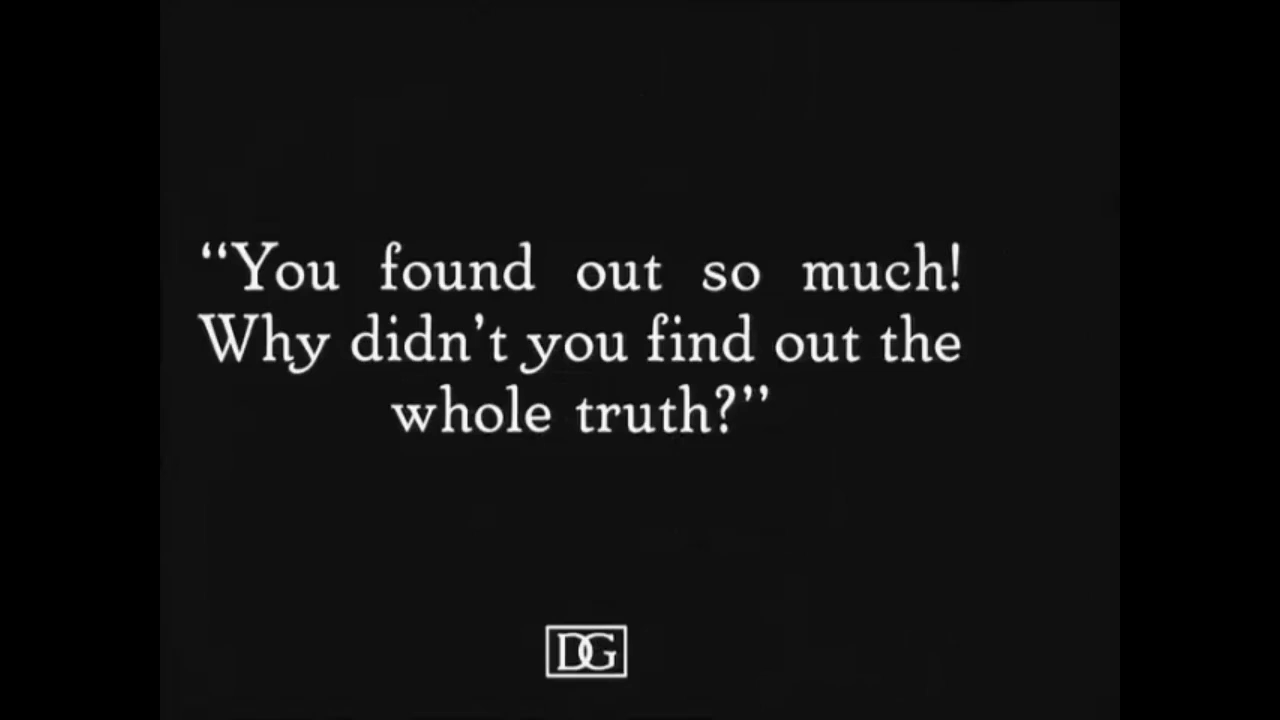 “You found out so much!
Why didn’t you find out the
whole truth?”
DG